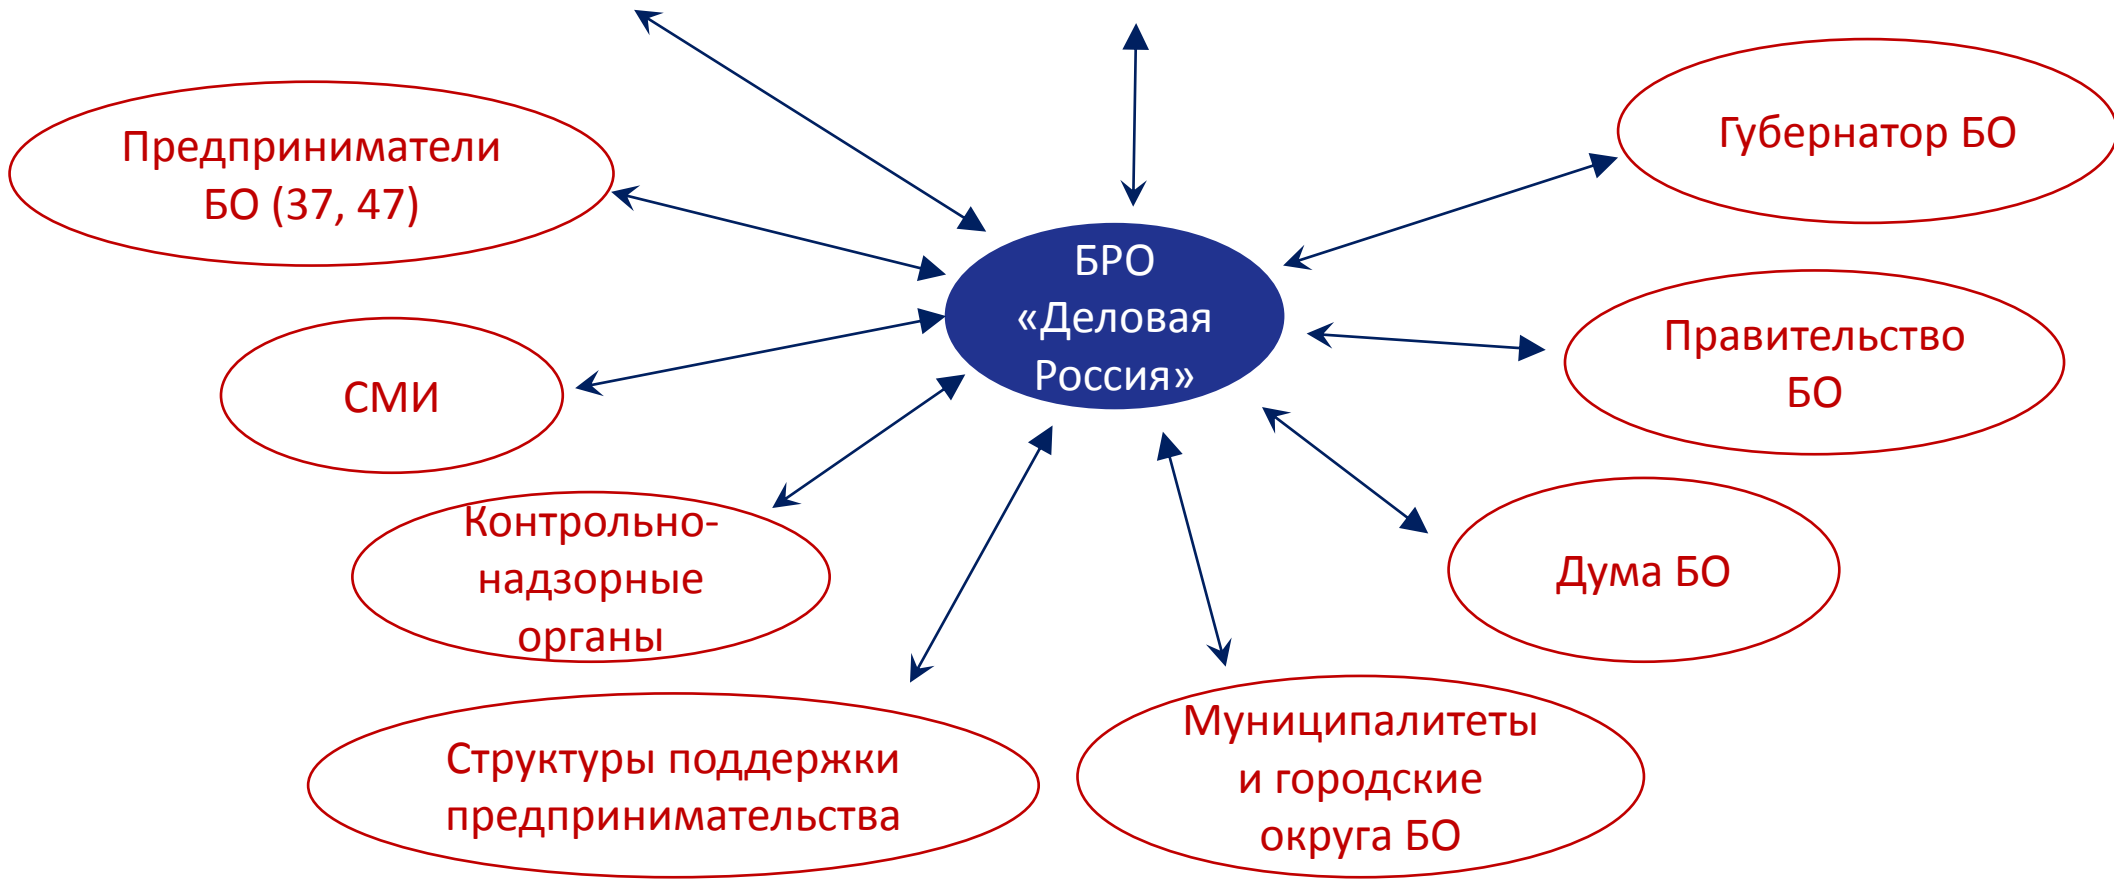 Предприниматели
БО (37, 47)
Губернатор БО
БРО
«Деловая
Россия»
Правительство
БО
СМИ
Контрольно-
надзорные
органы
Дума БО
Структуры поддержки
предпринимательства
Муниципалитеты
и городские
округа БО